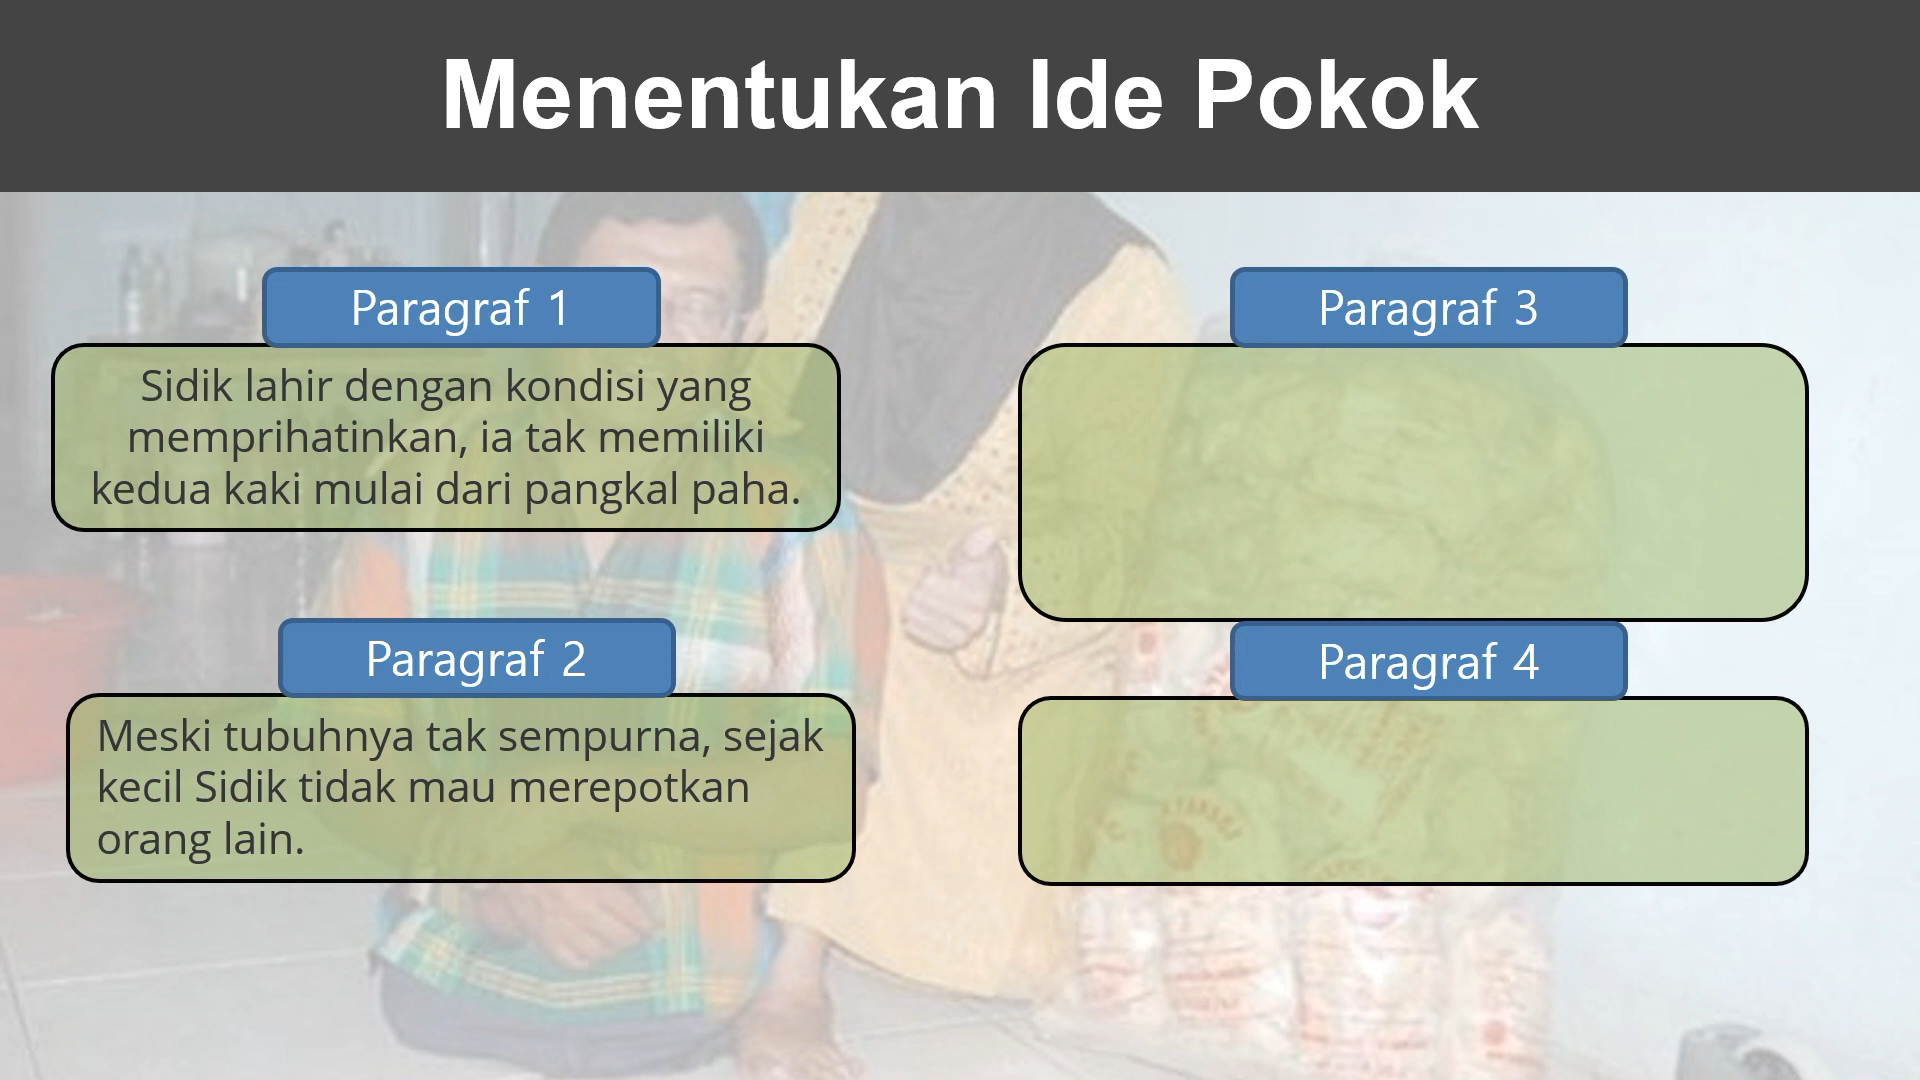 Menentukan Ide Pokok
Paragraf 1
Sidik lahir dengan kondisi yang
memprihatinkan, ia tak memiliki
kedua kaki mulai dari pangkal paha.
Paragraf 2
Meski tubuhnya tak sempurna, sejak
kecil Sidik tidak mau merepotkan
orang lain.
Paragraf 3
Paragraf 4